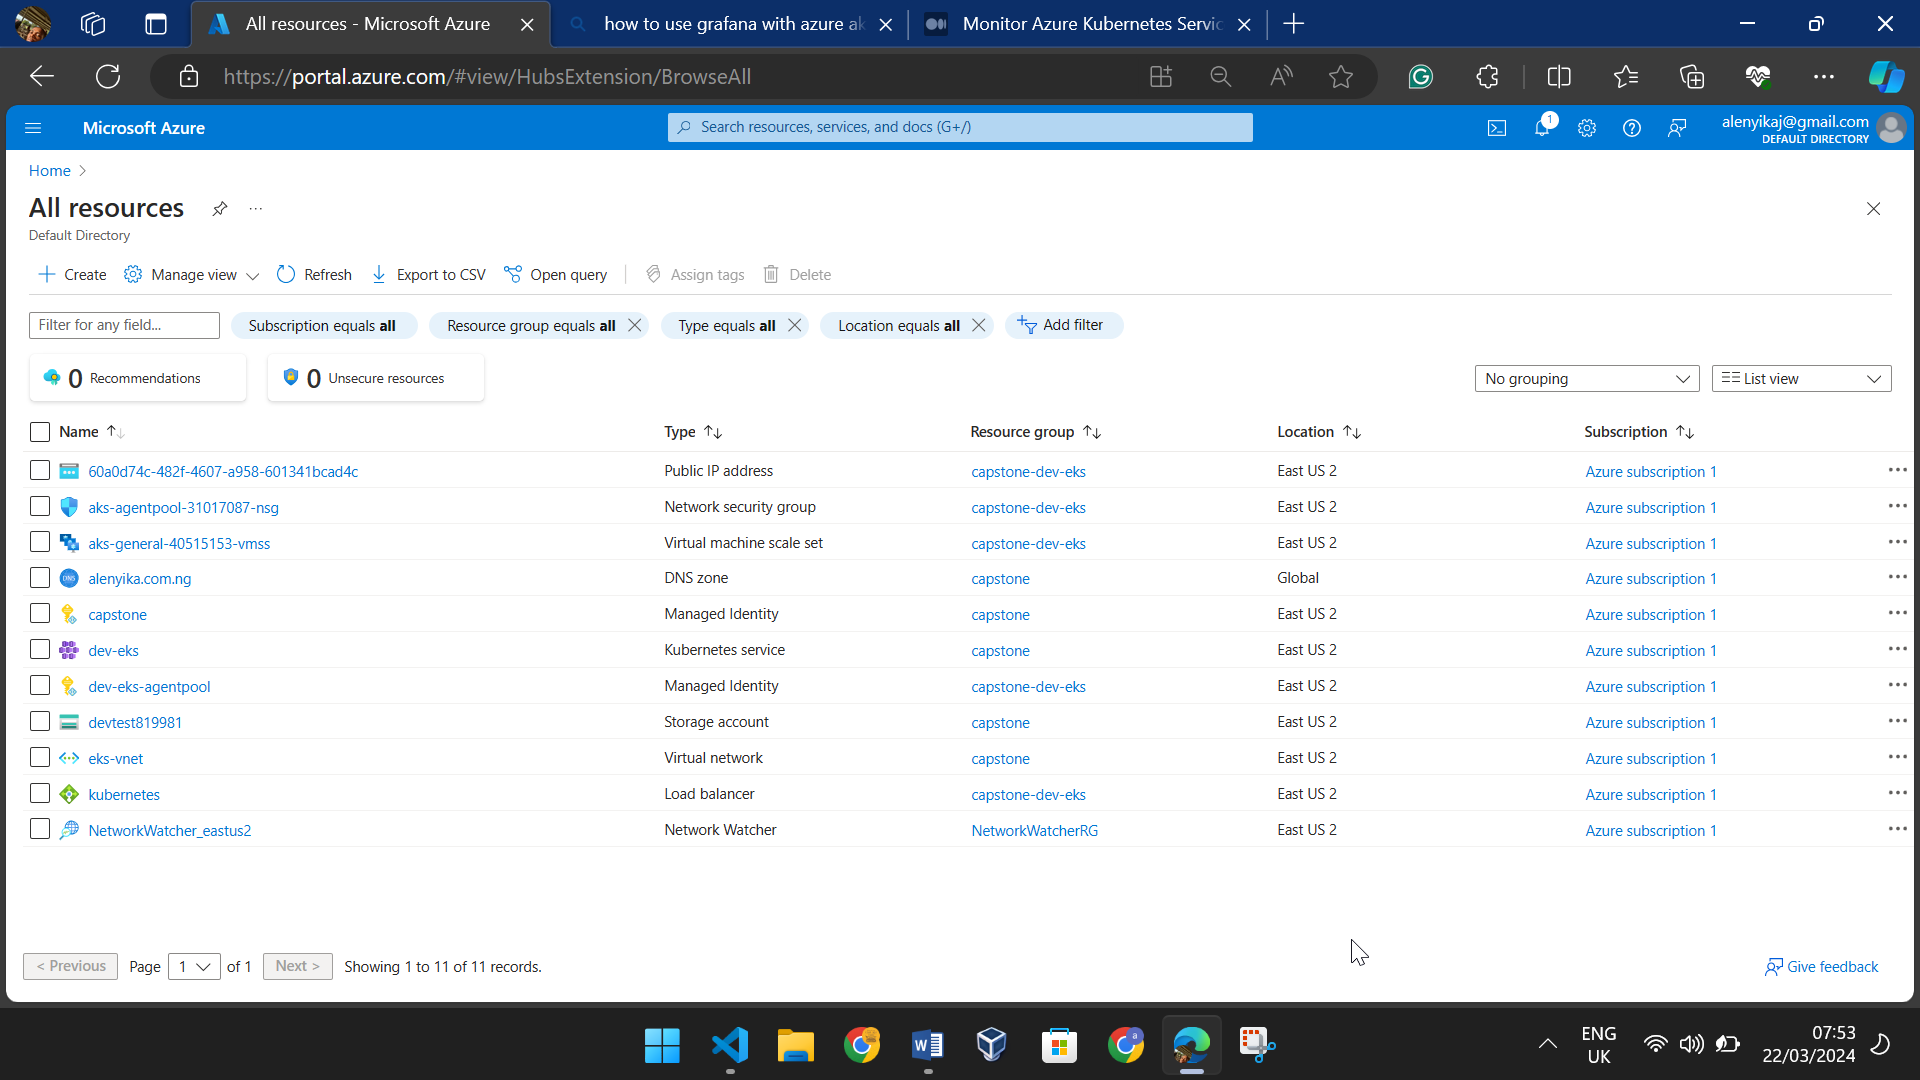 All resources - Microsoft Azure
how to use grafana with azure ak
Monitor Azure Kubernetes Servic
https://portal.azure.com/#view/HubsExtension/BrowseAll
Microsoft Azure
Search resources, services, and docs (G+/)
1
alenyikaj@gmail.com
DEFAULT DIRECTORY
Home
All resources
Default Directory
Create Manage view Refresh Export to CSV Open query Assign tags Delete
Filter for any field... Subscription equals all Resource group equals all Type equals all Location equals all Add filter
0 Recommendations 0 Unsecure resources No grouping List view
Name Type Resource group Location Subscription
60a0d74c-482f-4607-a958-601341bcad4c Public IP address capstone-dev-eks East US 2 Azure subscription 1
aks-agentpool-31017087-nsg Network security group capstone-dev-eks East US 2 Azure subscription 1
aks-general-40515153-vmss Virtual machine scale set capstone-dev-eks East US 2 Azure subscription 1
DNS alenyika.com.ng DNS zone capstone Global Azure subscription 1
capstone Managed Identity capstone East US 2 Azure subscription 1
dev-eks Kubernetes service capstone East US 2 Azure subscription 1
dev-eks-agentpool Managed Identity capstone-dev-eks East US 2 Azure subscription 1
devtest819981 Storage account capstone East US 2 Azure subscription 1
eks-vnet Virtual network capstone East US 2 Azure subscription 1
kubernetes Load balancer capstone-dev-eks East US 2 Azure subscription 1
NetworkWatcher_eastus2 Network Watcher NetworkWatcherRG East US 2 Azure subscription 1
< Previous Page 1 of 1 Next > Showing 1 to 11 of 11 records. Give feedback
ENG
UK
07:53
22/03/2024